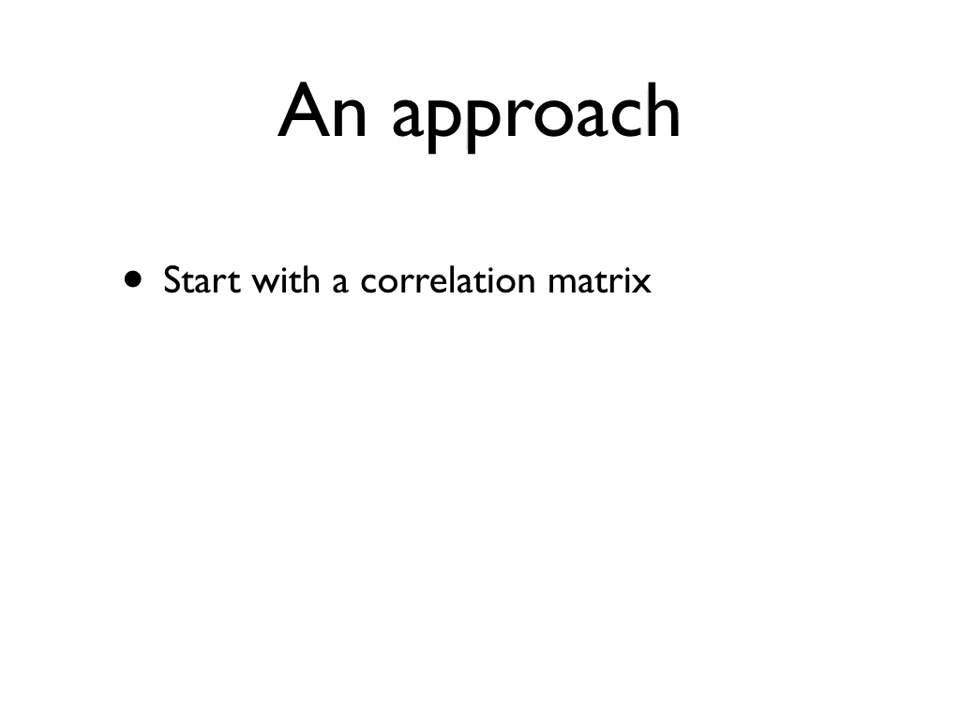 An approach
• Start with a correlation matrix